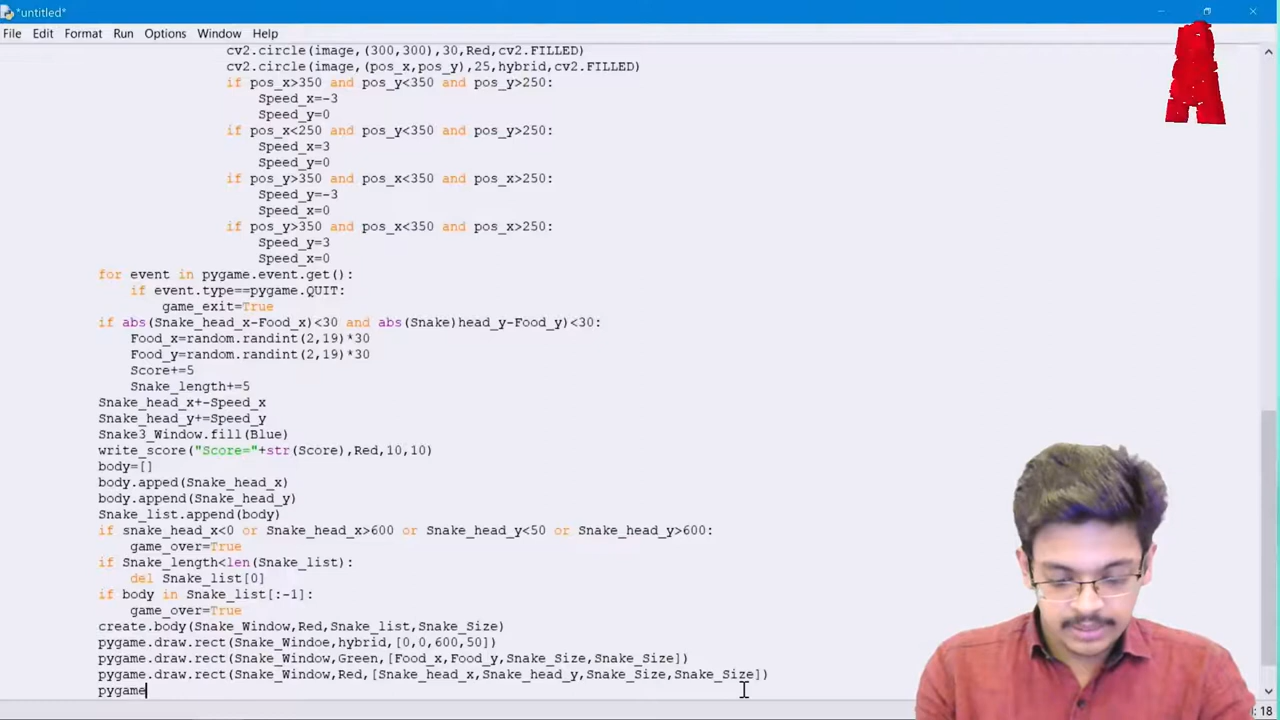 *untitled*
File Edit Format Run Options Window Help
cv2.circle(image,(300,300),30,Red,cv2.FILLED)
cv2.circle(image,(pos_x,pos_y),25,hybrid,cv2.FILLED)
if pos_x>350 and pos_y<350 and pos_y>250:
Speed_x=-3
Speed_y=0
if pos_x<250 and pos_y<350 and pos_y>250:
Speed_x=3
Speed_y=0
if pos_y>350 and pos_x<350 and pos_x>250:
Speed_y=-3
Speed_x=0
if pos_y>350 and pos_x<350 and pos_x>250:
Speed_y=3
Speed_x=0
for event in pygame.event.get():
if event.type==pygame.QUIT:
game_exit=True
if abs(Snake_head_x-Food_x)<30 and abs(Snake)head_y-Food_y)<30:
Food_x=random.randint(2,19)*30
Food_y=random.randint(2,19)*30
Score+=5
Snake_length+=5
Snake_head_x+-Speed_x
Snake_head_y+=Speed_y
Snake3_Window.fill(Blue)
write_score("Score="+str(Score),Red,10,10)
body=[]
body.apped(Snake_head_x)
body.append(Snake_head_y)
Snake_list.append(body)
if snake_head_x<0 or Snake_head_x>600 or Snake_head_y<50 or Snake_head_y>600:
game_over=True
if Snake_length<len(Snake_list):
del Snake_list[0]
if body in Snake_list[:-1]:
game_over=True
create.body(Snake_Window,Red,Snake_list,Snake_Size)
pygame.draw.rect(Snake_Windoe,hybrid,[0,0,600,50])
pygame.draw.rect(Snake_Window,Green,[Food_x,Food_y,Snake_Size,Snake_Size])
pygame.draw.rect(Snake_Window,Red,[Snake_head_x,Snake_head_y,Snake_Size,Snake_Size])
pygame
: 18